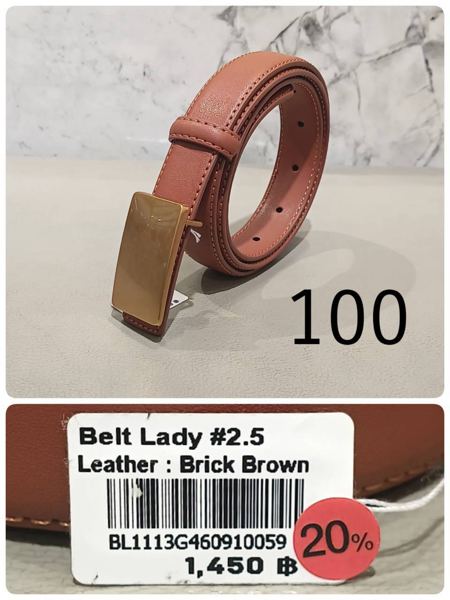 100
Belt Lady #2.5
Leather : Brick Brown
BL1113G460910059
1,450 ฿
20%